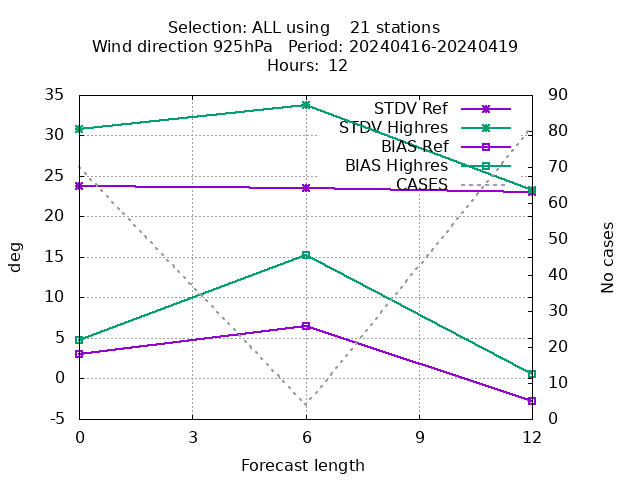 Selection: ALL using    21 stations
Wind direction 925hPa   Period: 20240416-20240419
Hours: 12
35
30
25
20
15
10
5
0
-5
90
80
70
60
50
40
30
20
10
0
STDV Ref
STDV Highres
BIAS Ref
BIAS Highres
CASES
deg
No cases
0 3 6 9 12
Forecast length